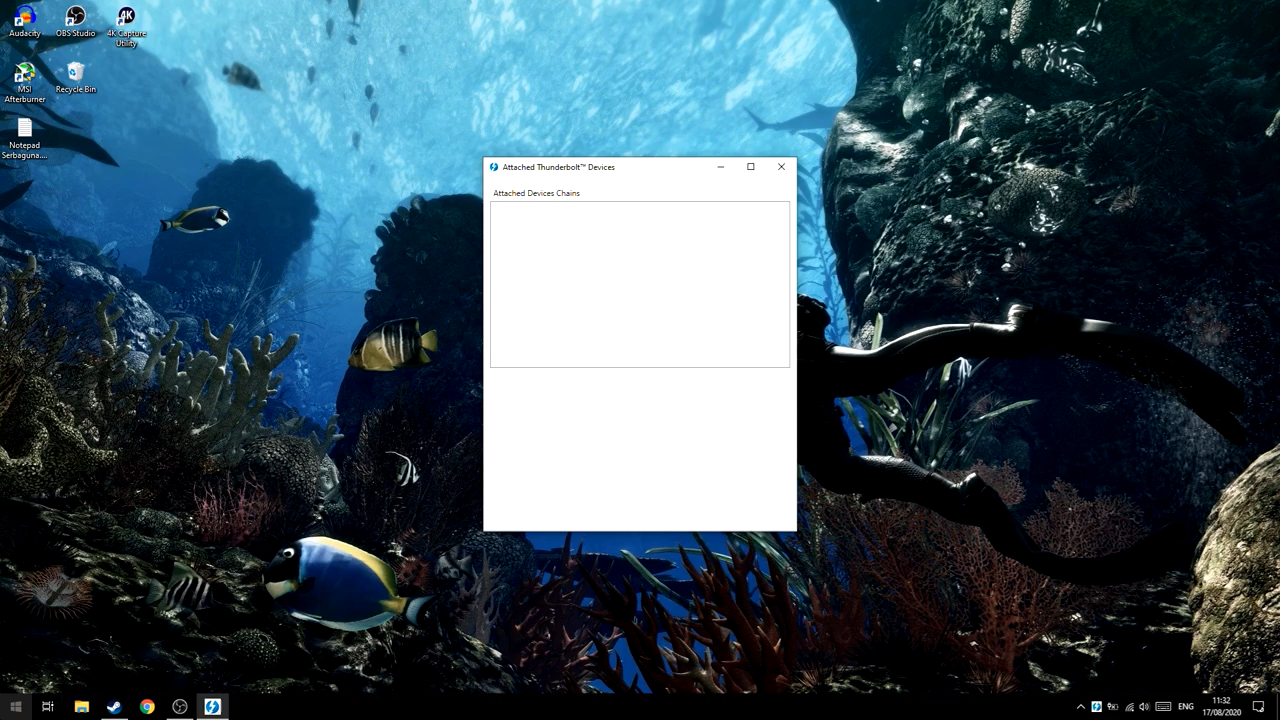 Audacity
OBS Studio
4K Capture
Utility
MSI
Afterburner
Recycle Bin
Notepad
Serbaguna....
Attached Thunderbolt™ Devices
Attached Devices Chains
ENG
11:32
17/08/2020
4K